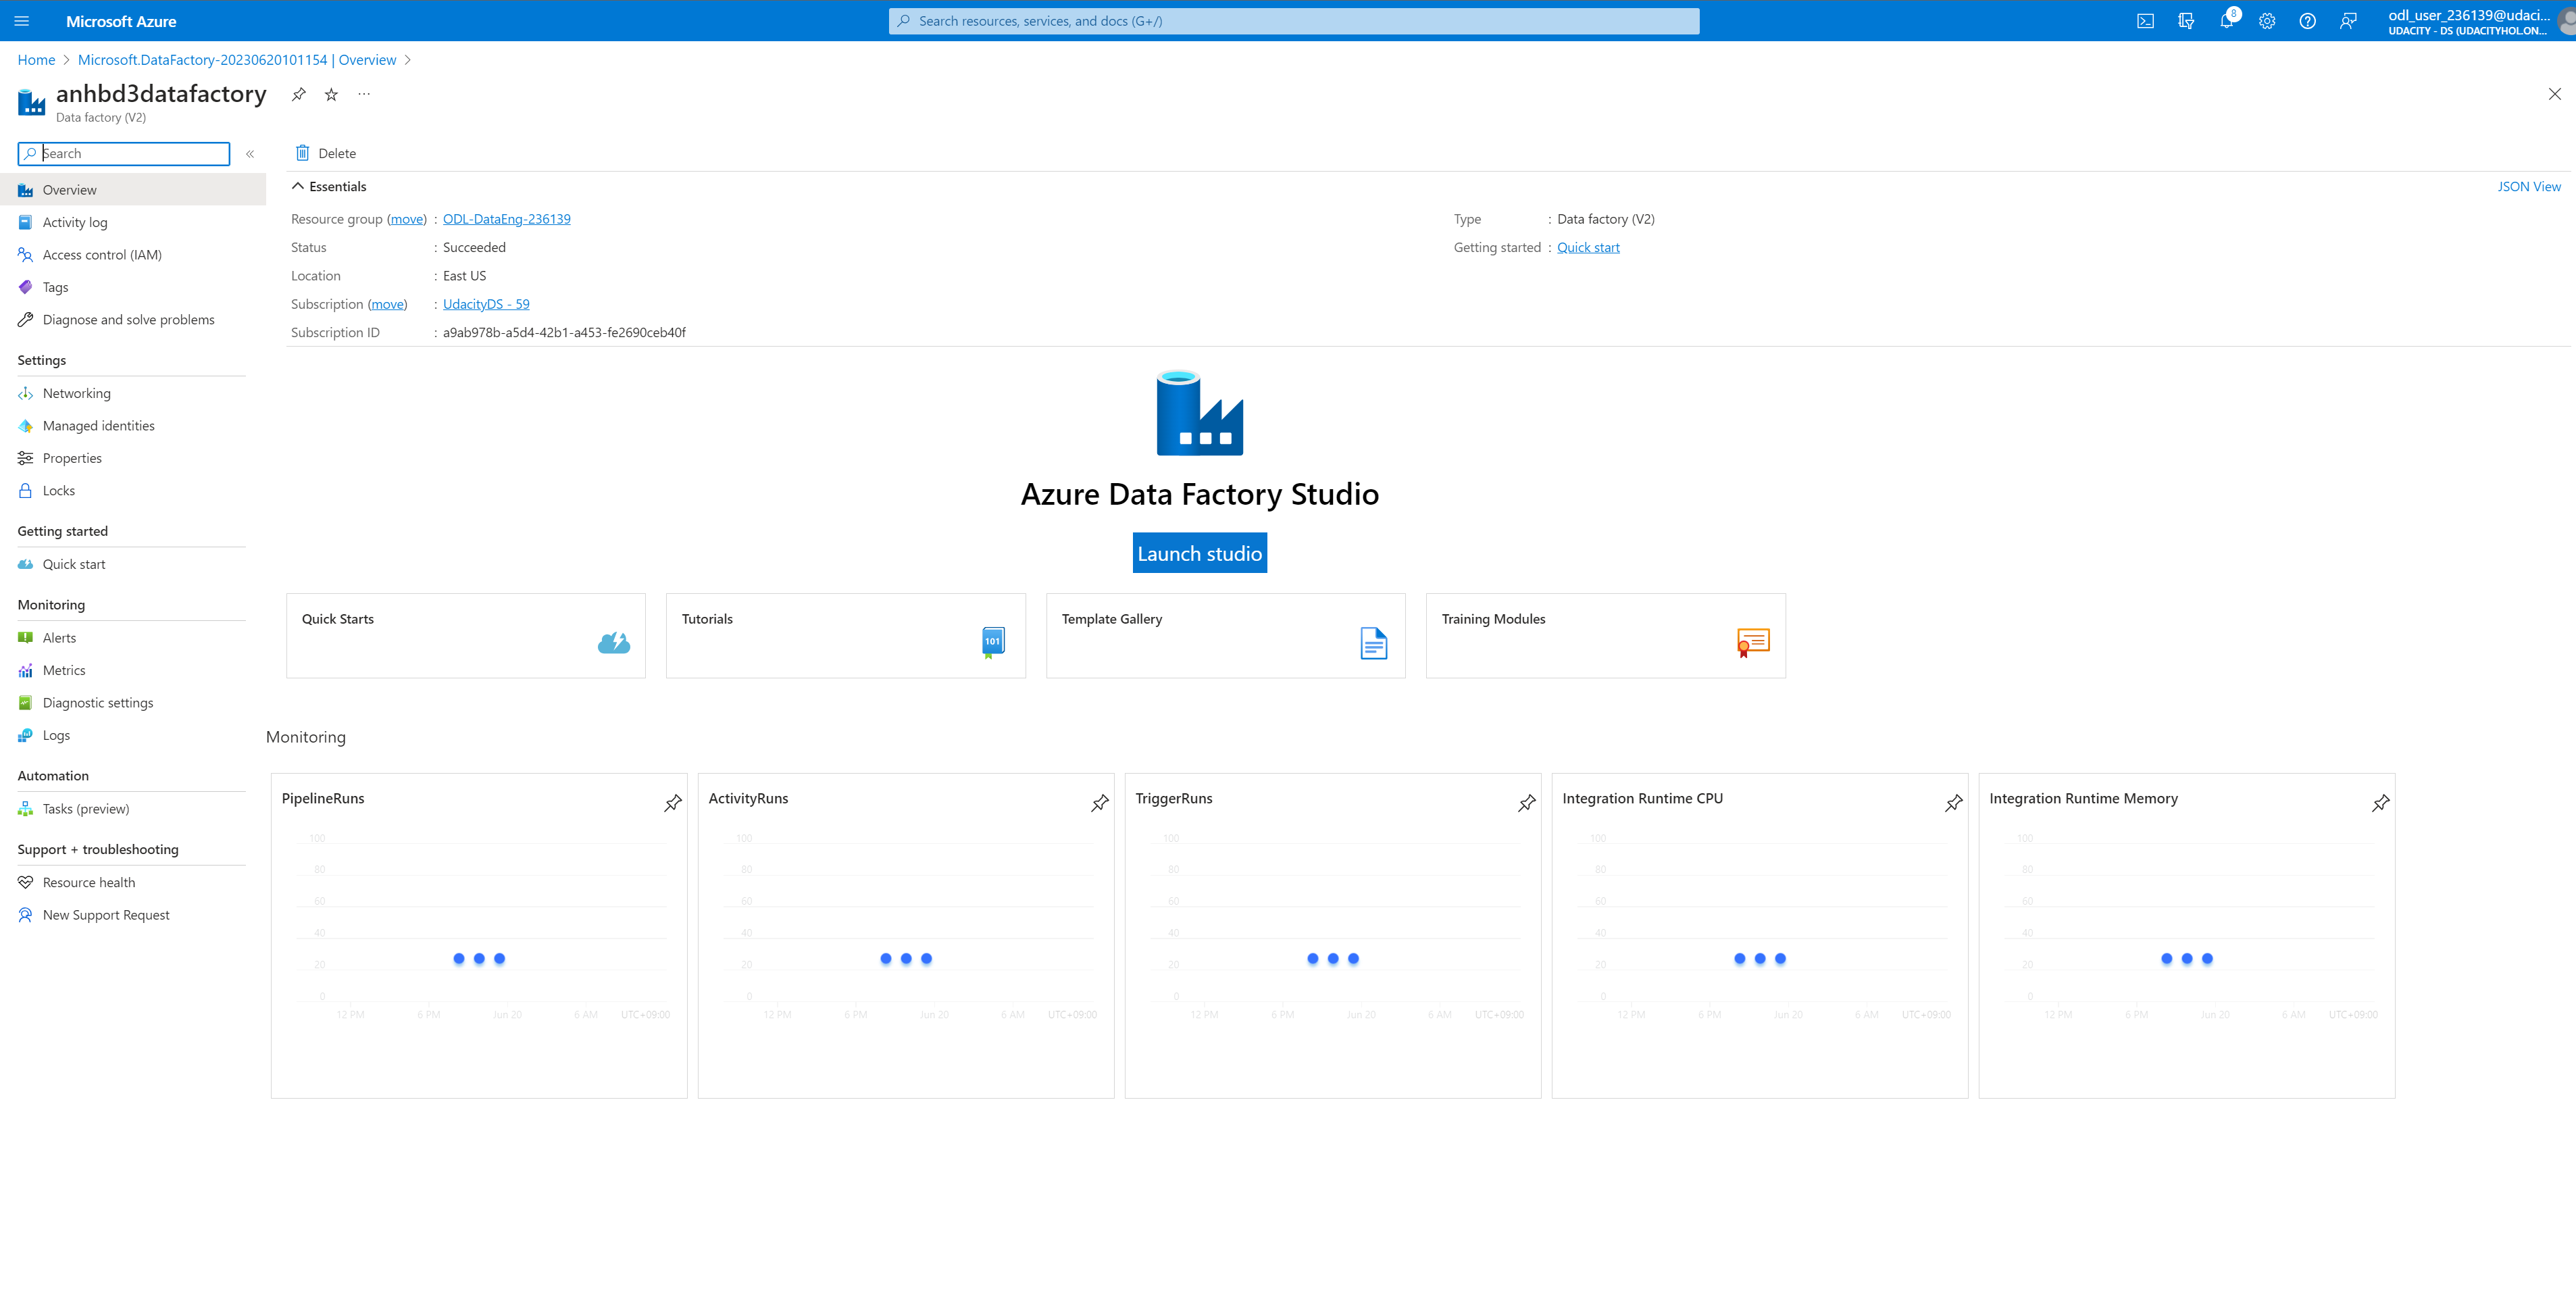 Microsoft Azure
Search resources, services, and docs (G+/)
8
odl_user_236139@udaci...
UDACITY - DS (UDACITYHOL.ON...
Home > Microsoft.DataFactory-20230620101154 | Overview >
anhbd3datafactory
Data factory (V2)
Search
Overview
Activity log
Access control (IAM)
Tags
Diagnose and solve problems
Settings
Networking
Managed identities
Properties
Locks
Getting started
Quick start
Monitoring
Alerts
Metrics
Diagnostic settings
Logs
Automation
Tasks (preview)
Support + troubleshooting
Resource health
New Support Request
Delete
Essentials
JSON View
Resource group (move) : ODL-DataEng-236139
Status : Succeeded
Location : East US
Subscription (move) : UdacityDS - 59
Subscription ID : a9ab978b-a5d4-42b1-a453-fe2690ceb40f
Type : Data factory (V2)
Getting started : Quick start
Azure Data Factory Studio
Launch studio
Quick Starts
Tutorials
101
Template Gallery
Training Modules
Monitoring
PipelineRuns
100
80
60
40
20
0
12 PM 6 PM Jun 20 6 AM UTC+09:00
ActivityRuns
100
80
60
40
20
0
12 PM 6 PM Jun 20 6 AM UTC+09:00
TriggerRuns
100
80
60
40
20
0
12 PM 6 PM Jun 20 6 AM UTC+09:00
Integration Runtime CPU
100
80
60
40
20
0
12 PM 6 PM Jun 20 6 AM UTC+09:00
Integration Runtime Memory
100
80
60
40
20
0
12 PM 6 PM Jun 20 6 AM UTC+09:00